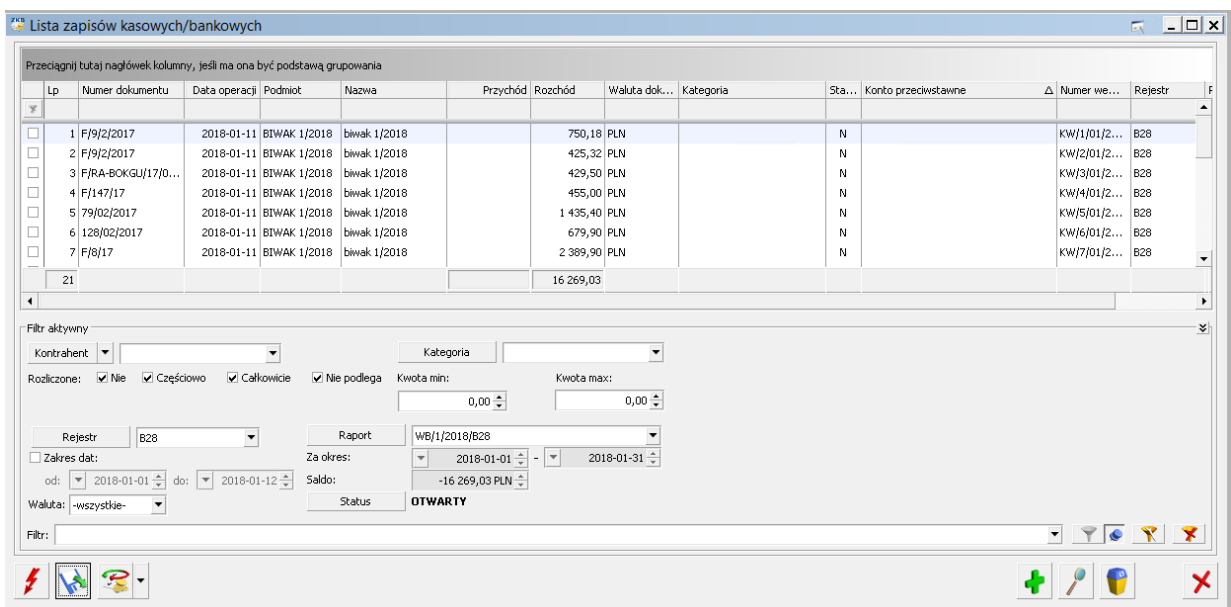 ZKB Lista zapisów kasowych/bankowych
Przeciągnij tutaj nagłówek kolumny, jeśli ma ona być podstawą grupowania
Lp Numer dokumentu Data operacji Podmiot Nazwa Przychód Rozchód Waluta dok... Kategoria Sta... Konto przeciwstawne Numer we... Rejestr
1 F/9/2/2017 2018-01-11 BIWAK 1/2018 biwak 1/2018 750,18 PLN N KW/1/01/2... B28
2 F/9/2/2017 2018-01-11 BIWAK 1/2018 biwak 1/2018 425,32 PLN N KW/2/01/2... B28
3 F/RA-BOKGU/17/0... 2018-01-11 BIWAK 1/2018 biwak 1/2018 429,50 PLN N KW/3/01/2... B28
4 F/147/17 2018-01-11 BIWAK 1/2018 biwak 1/2018 455,00 PLN N KW/4/01/2... B28
5 79/02/2017 2018-01-11 BIWAK 1/2018 biwak 1/2018 1 435,40 PLN N KW/5/01/2... B28
6 128/02/2017 2018-01-11 BIWAK 1/2018 biwak 1/2018 679,90 PLN N KW/6/01/2... B28
7 F/8/17 2018-01-11 BIWAK 1/2018 biwak 1/2018 2 389,90 PLN N KW/7/01/2... B28
21 16 269,03
Filtr aktywny
Kontrahent Kategoria
Rozliczone: Nie Częściowo Całkowicie Nie podlega Kwota min: Kwota max:
0,00 0,00
Rejestr B28 Raport WB/1/2018/B28
Zakres dat: Za okres: 2018-01-01 - 2018-01-31
od: 2018-01-01 do: 2018-01-12 Saldo: -16 269,03 PLN
Waluta: -wszystkie- Status OTWARTY
Filtr: